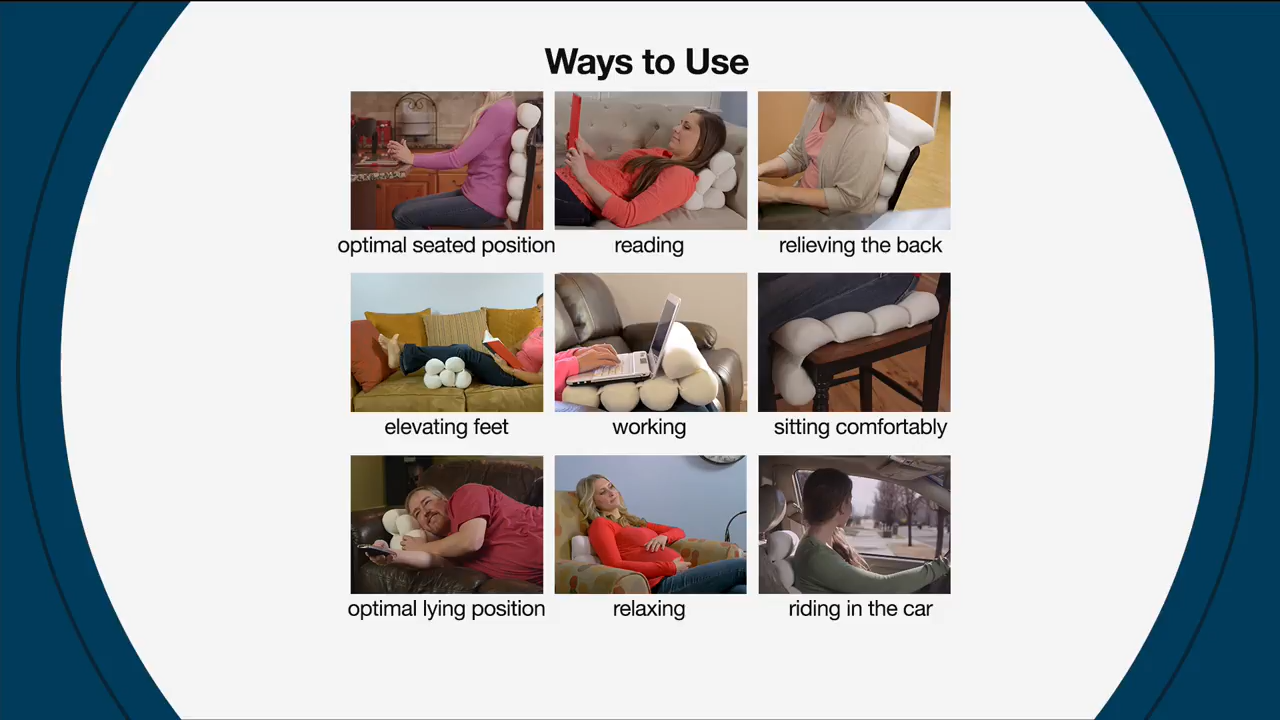 Ways to Use
optimal seated position
reading
relieving the back
elevating feet
working
sitting comfortably
optimal lying position
relaxing
riding in the car